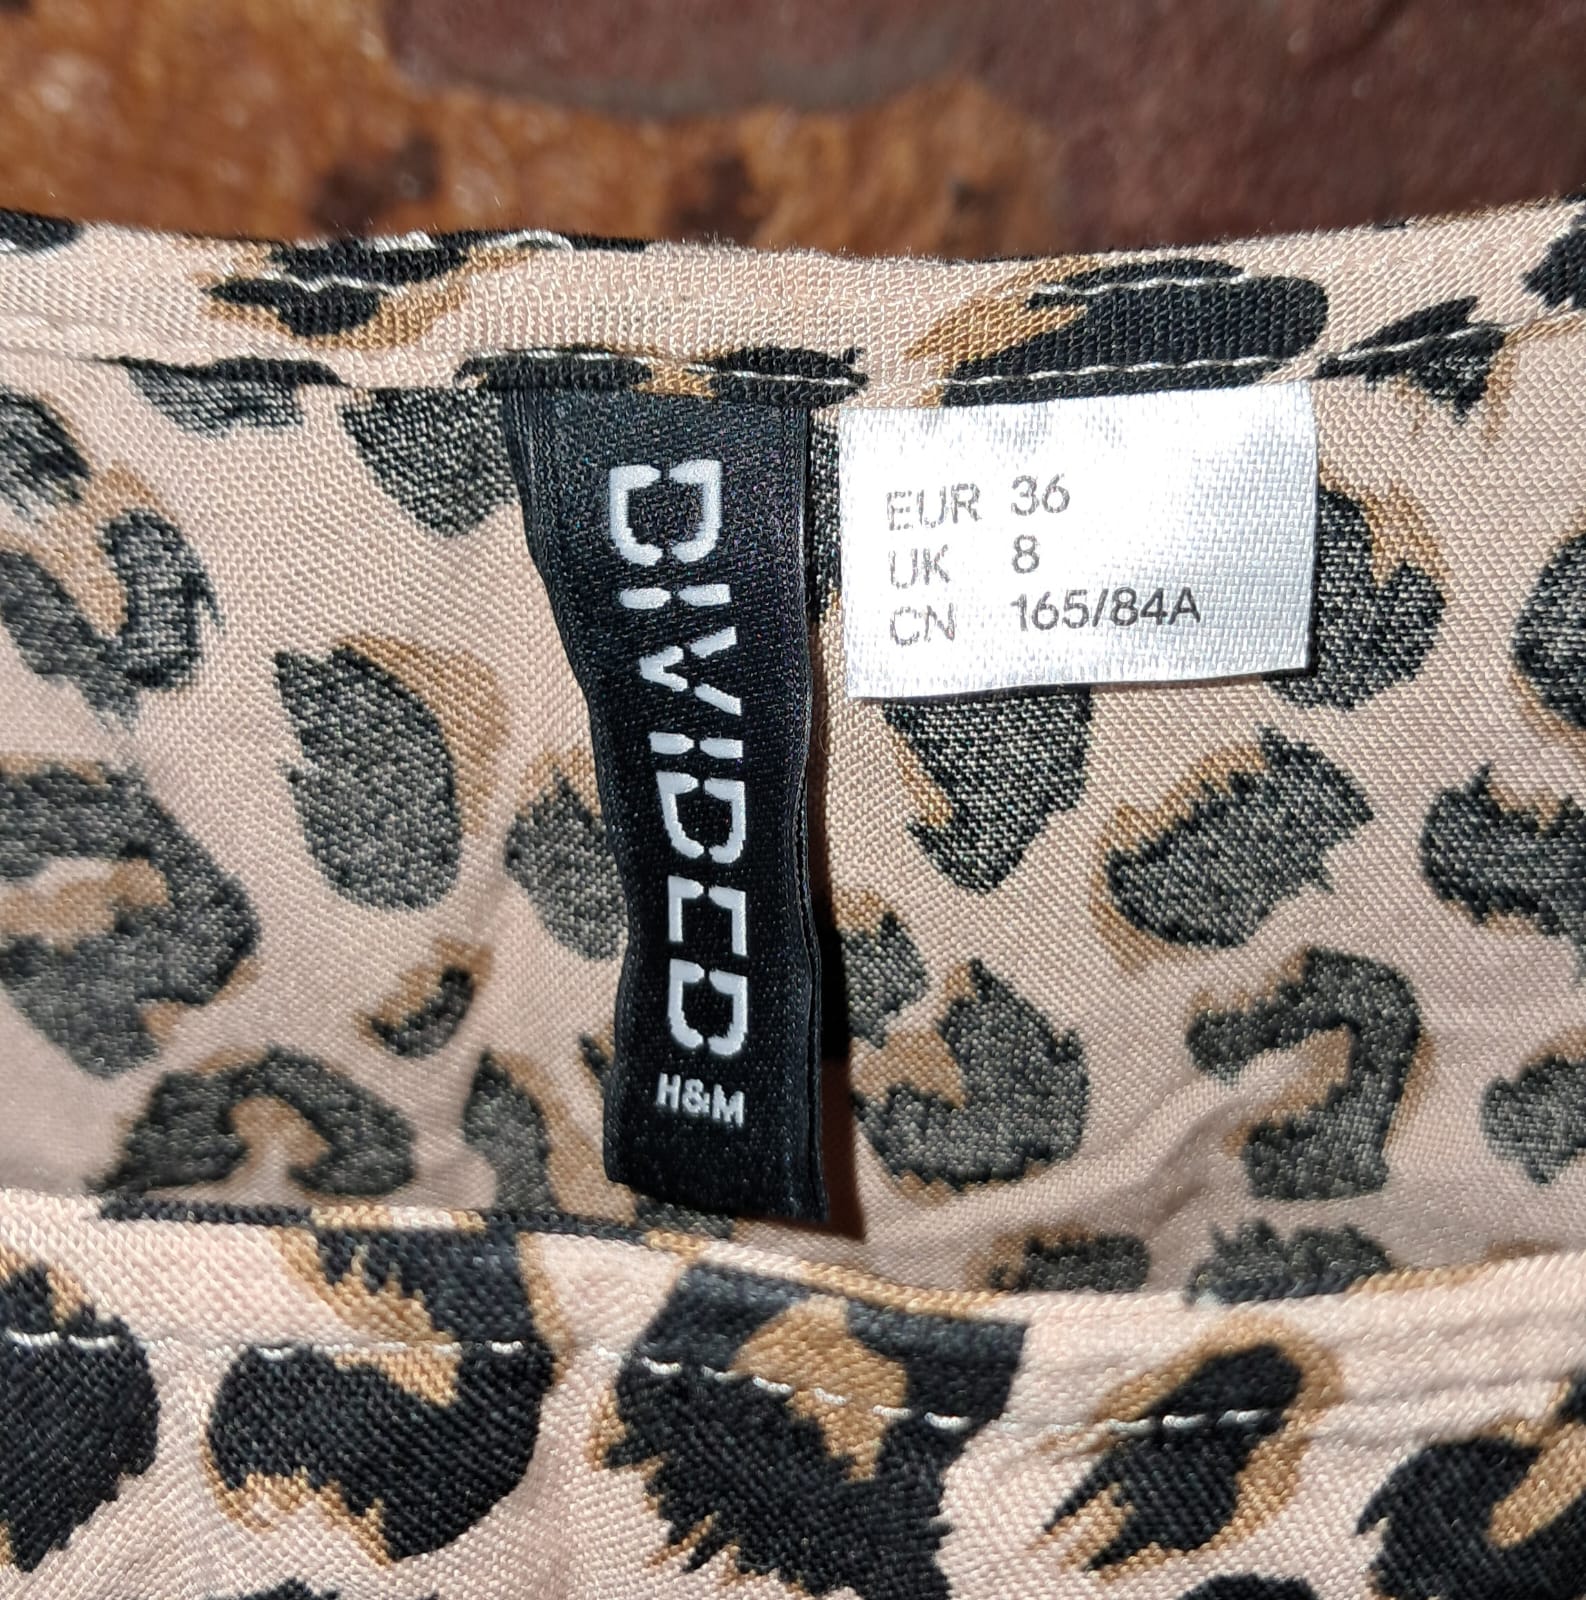 DIVIDED
H&M
EUR 36
UK 8
CN 165/84A